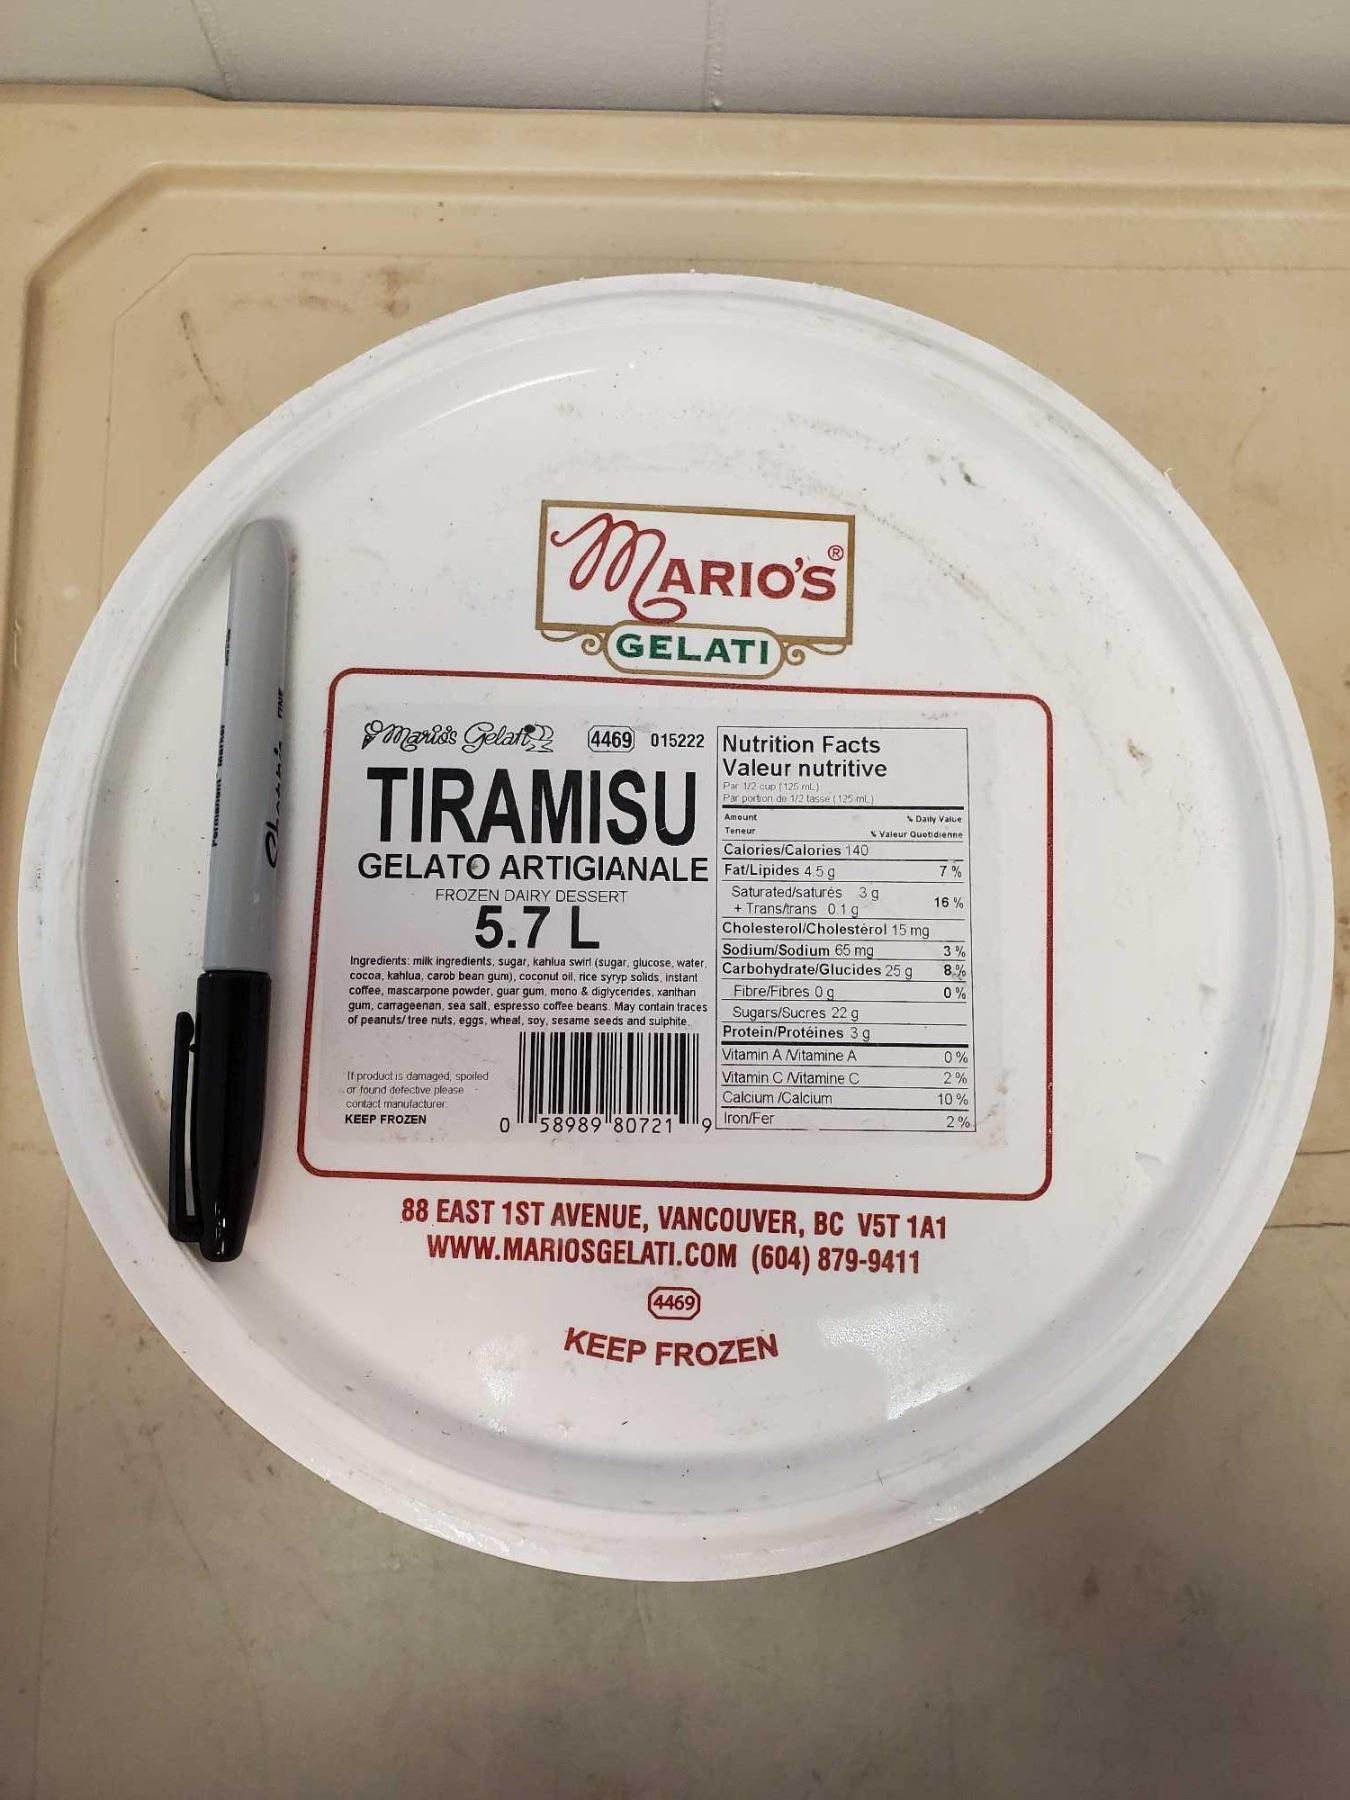 MARIO'S®
GELATI
Mario's Gelati 4469 015222
TIRAMISU
GELATO ARTIGIANALE
FROZEN DAIRY DESSERT
5.7 L
Ingredients: milk ingredients, sugar, kahlua swirl (sugar, glucose, water,
cocoa, kahlua, carob bean gum), coconut oil, rice syryp solids, instant
coffee, mascarpone powder, guar gum, mono & diglycerides, xanthan
gum, carrageenan, sea salt, espresso coffee beans. May contain traces
of peanuts/ tree nuts, eggs, wheat, soy, sesame seeds and sulphite.
If product is damaged, spoiled
or found defective please
contact manufacturer.
KEEP FROZEN
0 58989 80721 9
Nutrition Facts
Valeur nutritive
Par 1/2 cup (125 mL)
Par portion de 1/2 tasse (125 mL)
Amount % Daily Value
Teneur % Valeur Quotidienne
Calories/Calories 140
Fat/Lipides 4.5 g 7 %
Saturated/saturés 3 g
+ Trans/trans 0.1 g 16 %
Cholesterol/Cholestérol 15 mg
Sodium/Sodium 65 mg 3 %
Carbohydrate/Glucides 25 g 8 %
Fibre/Fibres 0 g 0 %
Sugars/Sucres 22 g
Protein/Protéines 3 g
Vitamin A /Vitamine A 0 %
Vitamin C /Vitamine C 2 %
Calcium /Calcium 10 %
Iron/Fer 2 %
88 EAST 1ST AVENUE, VANCOUVER, BC V5T 1A1
WWW.MARIOSGELATI.COM (604) 879-9411
4469
KEEP FROZEN
Permanent Marker
FINE